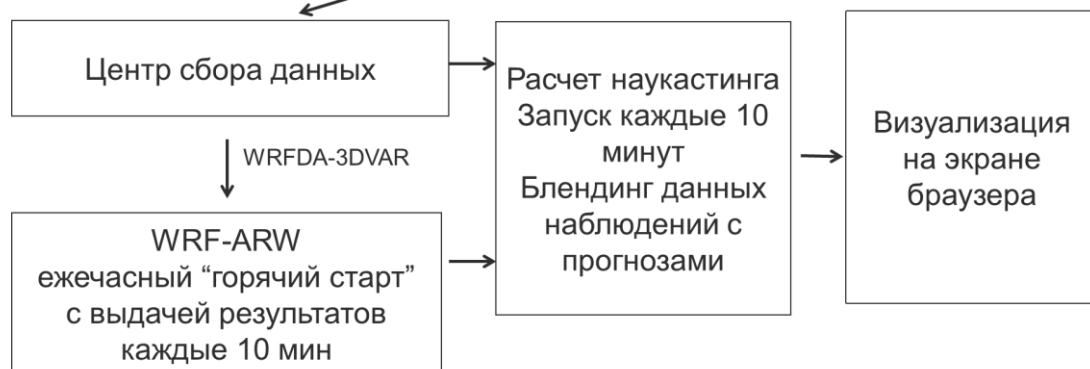 Центр сбора данных
WRFDA-3DVAR
WRF-ARW
ежечасный “горячий старт”
с выдачей результатов
каждые 10 мин
Расчет наукастинга
Запуск каждые 10
минут
Блендинг данных
наблюдений с
прогнозами
Визуализация
на экране
браузера